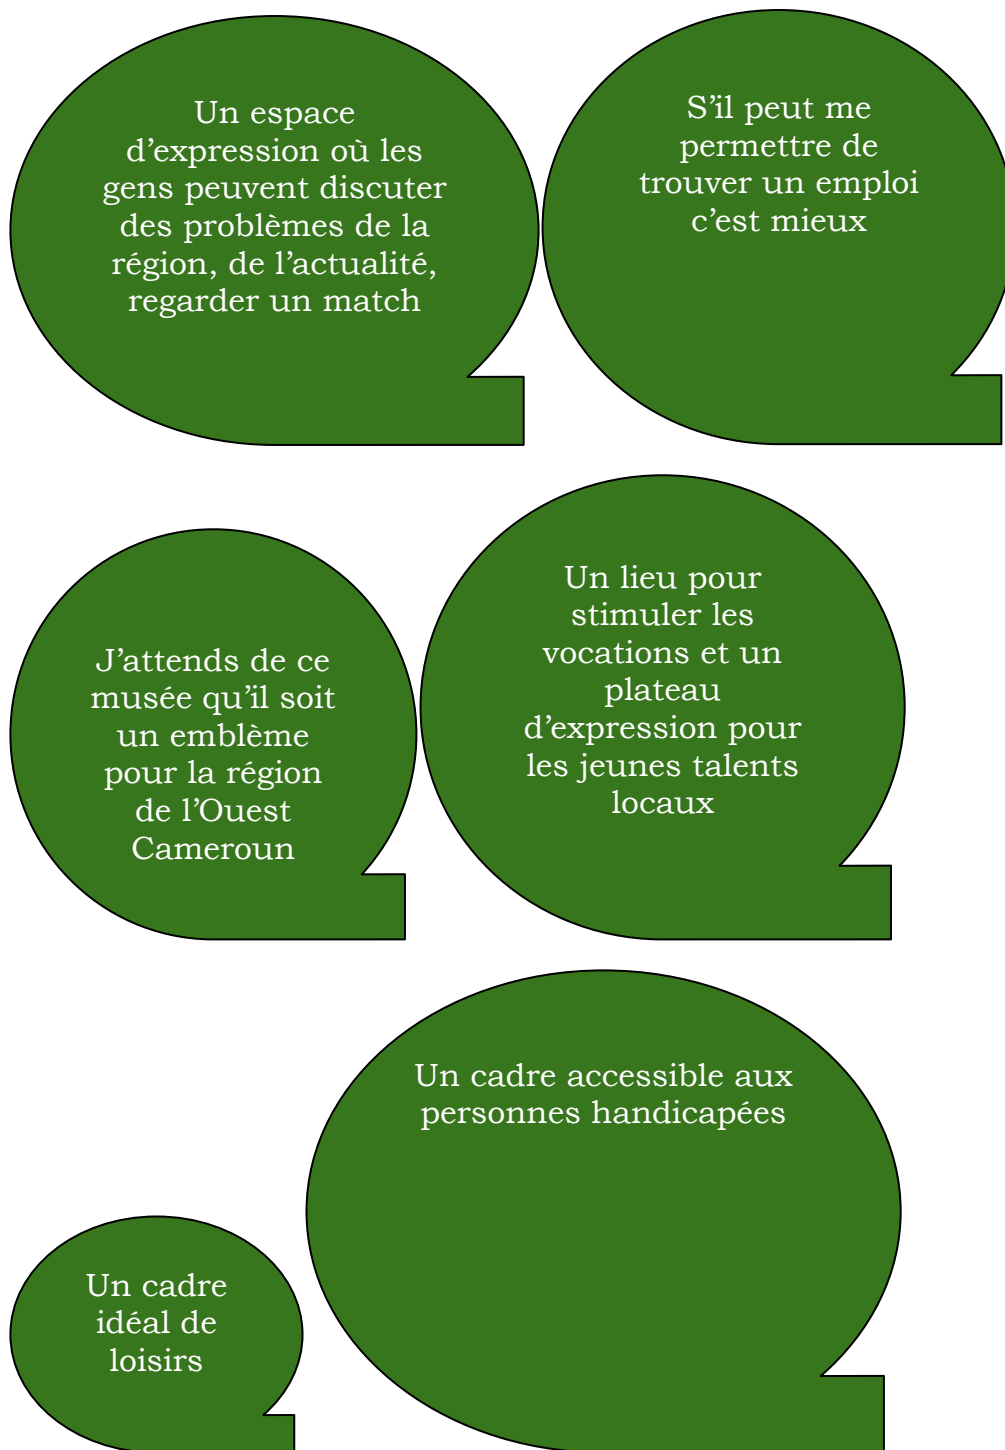 Un espace
d’expression où les
gens peuvent discuter
des problèmes de la
région, de l’actualité,
regarder un match
S’il peut me
permettre de
trouver un emploi
c’est mieux
J’attends de ce
musée qu’il soit
un emblème
pour la région
de l’Ouest
Cameroun
Un lieu pour
stimuler les
vocations et un
plateau
d’expression pour
les jeunes talents
locaux
Un cadre accessible aux
personnes handicapées
Un cadre
idéal de
loisirs